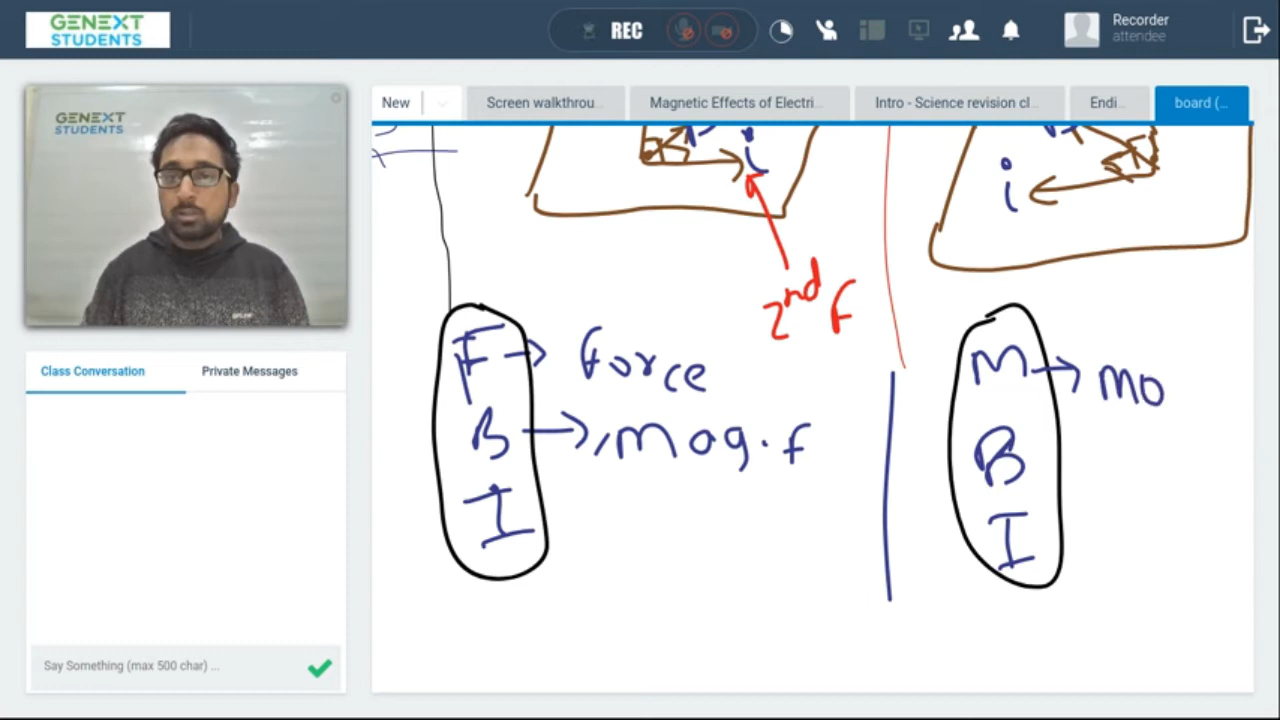 GENEXT
STUDENTS
REC
Recorder
attendee
New
Screen walkthrou
Magnetic Effects of Electri...
Intro - Science revision cl...
Endi...
board (...
GENEXT
STUDENTS
i
i
2nd f
F → force
B → mag. f
I
M → mo
B
I
Class Conversation
Private Messages
Say Something (max 500 char) ...